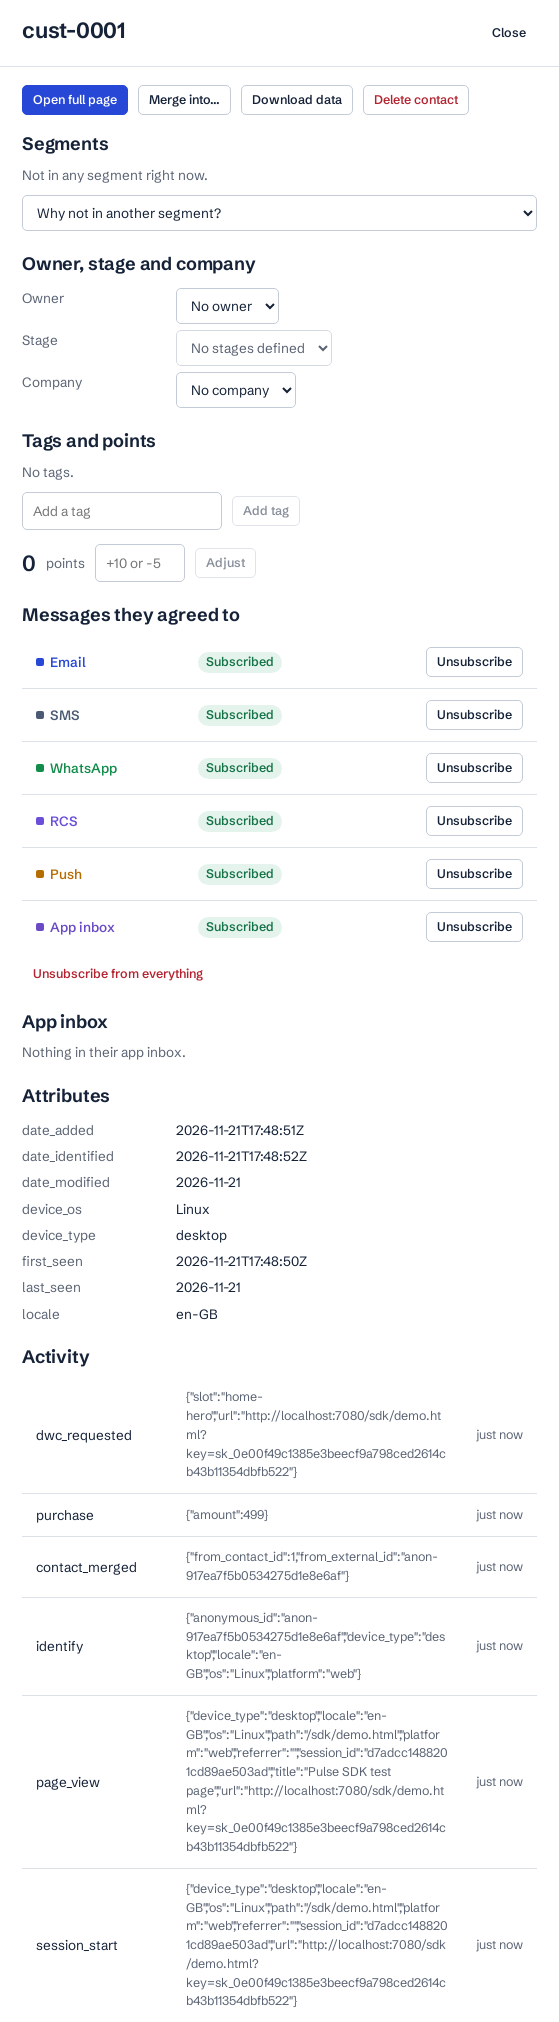 cust-0001
Close
Open full page
Merge into...
Download data
Delete contact
Segments
Not in any segment right now.
Why not in another segment?
Owner, stage and company
Owner
No owner
Stage
No stages defined
Company
No company
Tags and points
No tags.
Add a tag
Add tag
0 points
+10 or -5
Adjust
Messages they agreed to
Email
Subscribed
Unsubscribe
SMS
Subscribed
Unsubscribe
WhatsApp
Subscribed
Unsubscribe
RCS
Subscribed
Unsubscribe
Push
Subscribed
Unsubscribe
App inbox
Subscribed
Unsubscribe
Unsubscribe from everything
App inbox
Nothing in their app inbox.
Attributes
date_added 2026-11-21T17:48:51Z
date_identified 2026-11-21T17:48:52Z
date_modified 2026-11-21
device_os Linux
device_type desktop
first_seen 2026-11-21T17:48:50Z
last_seen 2026-11-21
locale en-GB
Activity
dwc_requested
{"slot":"home-
hero","url":"http://localhost:7080/sdk/demo.ht
ml?
key=sk_0e00f49c1385e3beecf9a798ced2614c
b43b11354dbfb522"}
just now
purchase
{"amount":499}
just now
contact_merged
{"from_contact_id":1,"from_external_id":"anon-
917ea7f5b0534275d1e8e6af"}
just now
identify
{"anonymous_id":"anon-
917ea7f5b0534275d1e8e6af","device_type":"des
ktop","locale":"en-
GB","os":"Linux","platform":"web"}
just now
page_view
{"device_type":"desktop","locale":"en-
GB","os":"Linux","path":"/sdk/demo.html","platfor
m":"web","referrer":"","session_id":"d7adcc148820
1cd89ae503ad","title":"Pulse SDK test
page","url":"http://localhost:7080/sdk/demo.ht
ml?
key=sk_0e00f49c1385e3beecf9a798ced2614c
b43b11354dbfb522"}
just now
session_start
{"device_type":"desktop","locale":"en-
GB","os":"Linux","path":"/sdk/demo.html","platfor
m":"web","referrer":"","session_id":"d7adcc148820
1cd89ae503ad","url":"http://localhost:7080/sdk
/demo.html?
key=sk_0e00f49c1385e3beecf9a798ced2614c
b43b11354dbfb522"}
just now